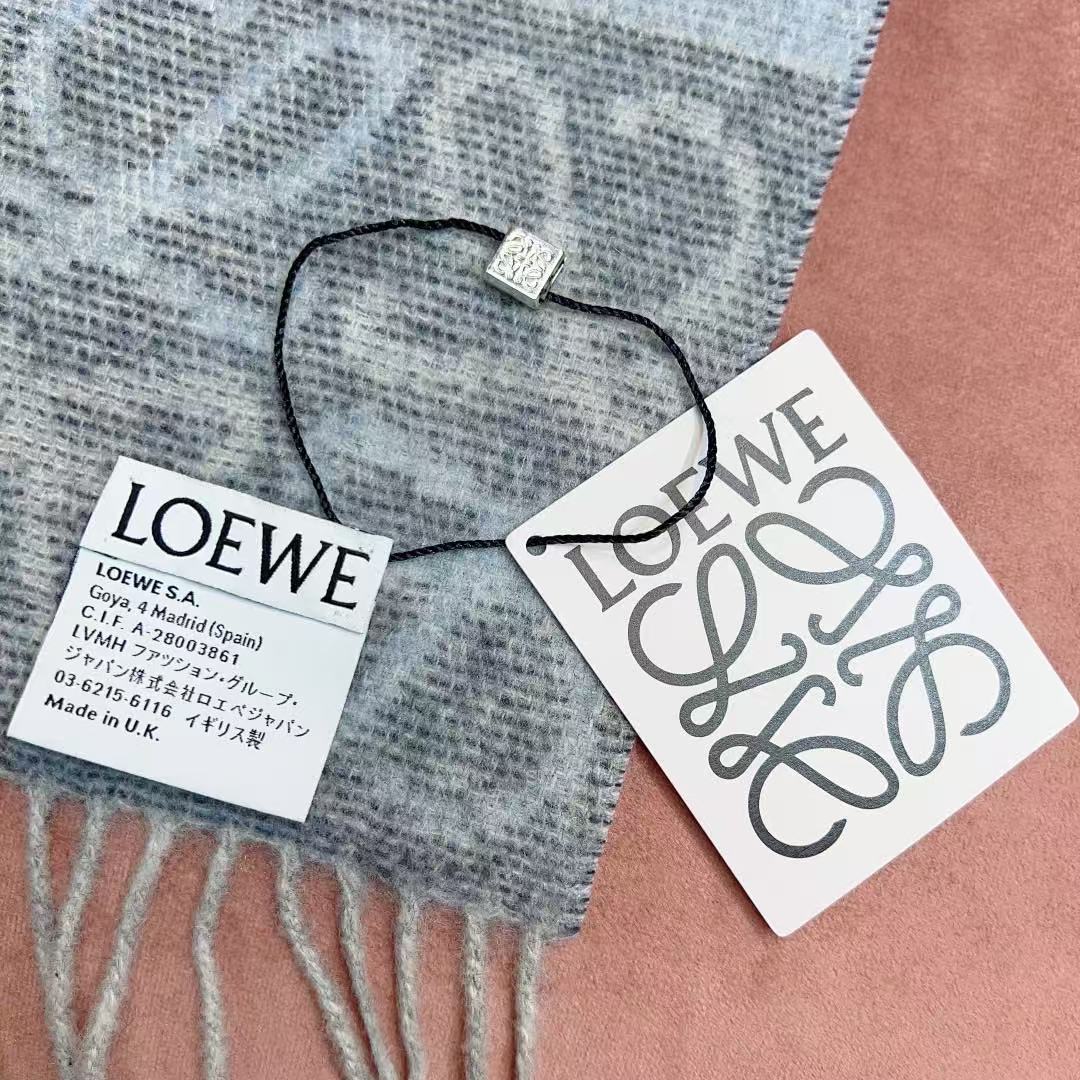 LOEWE
LOEWE S.A.
Goya, 4 Madrid (Spain)
C.I.F. A-28003861
LVMH ファッション・グループ・
ジャパン株式会社ロエベジャパン
03-6215-6116 イギリス製
Made in U.K.
LOEWE